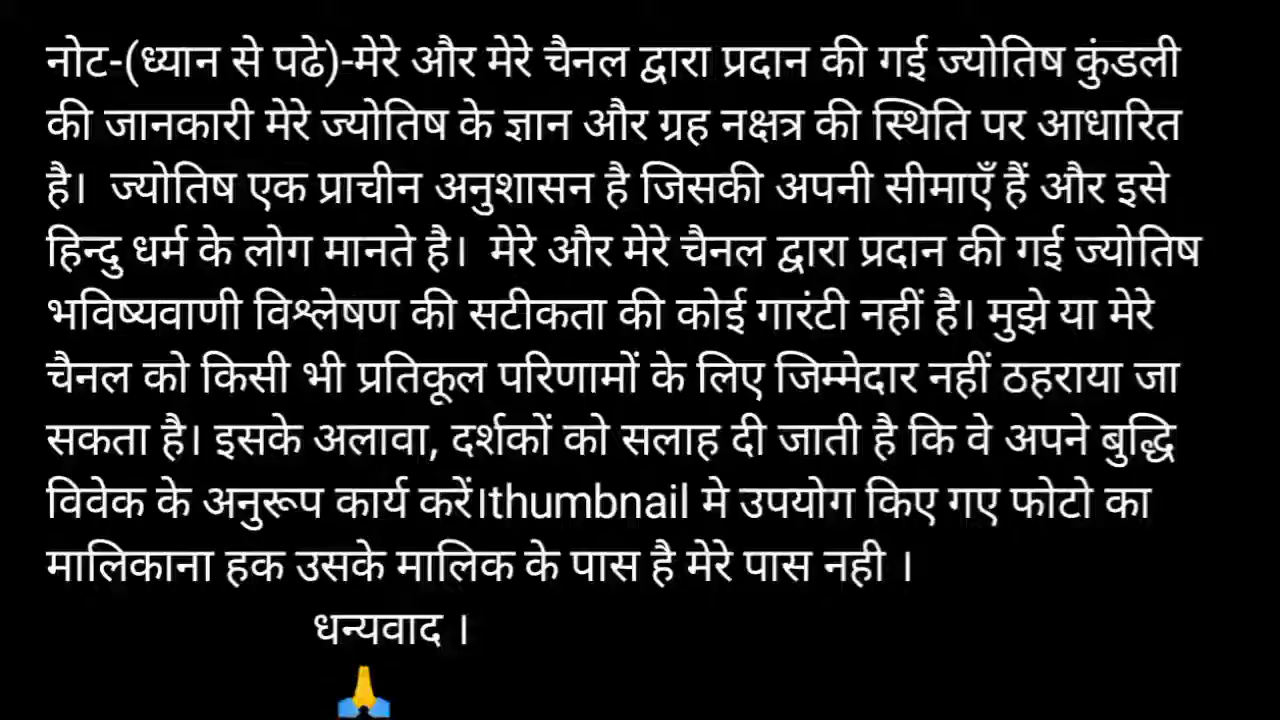 नोट-(ध्यान से पढे)-मेरे और मेरे चैनल द्वारा प्रदान की गई ज्योतिष कुंडली
की जानकारी मेरे ज्योतिष के ज्ञान और ग्रह नक्षत्र की स्थिति पर आधारित
है। ज्योतिष एक प्राचीन अनुशासन है जिसकी अपनी सीमाएँ हैं और इसे
हिन्दु धर्म के लोग मानते है। मेरे और मेरे चैनल द्वारा प्रदान की गई ज्योतिष
भविष्यवाणी विश्लेषण की सटीकता की कोई गारंटी नहीं है। मुझे या मेरे
चैनल को किसी भी प्रतिकूल परिणामों के लिए जिम्मेदार नहीं ठहराया जा
सकता है। इसके अलावा, दर्शकों को सलाह दी जाती है कि वे अपने बुद्धि
विवेक के अनुरूप कार्य करें।thumbnail मे उपयोग किए गए फोटो का
मालिकाना हक उसके मालिक के पास है मेरे पास नही ।
धन्यवाद ।
🙏